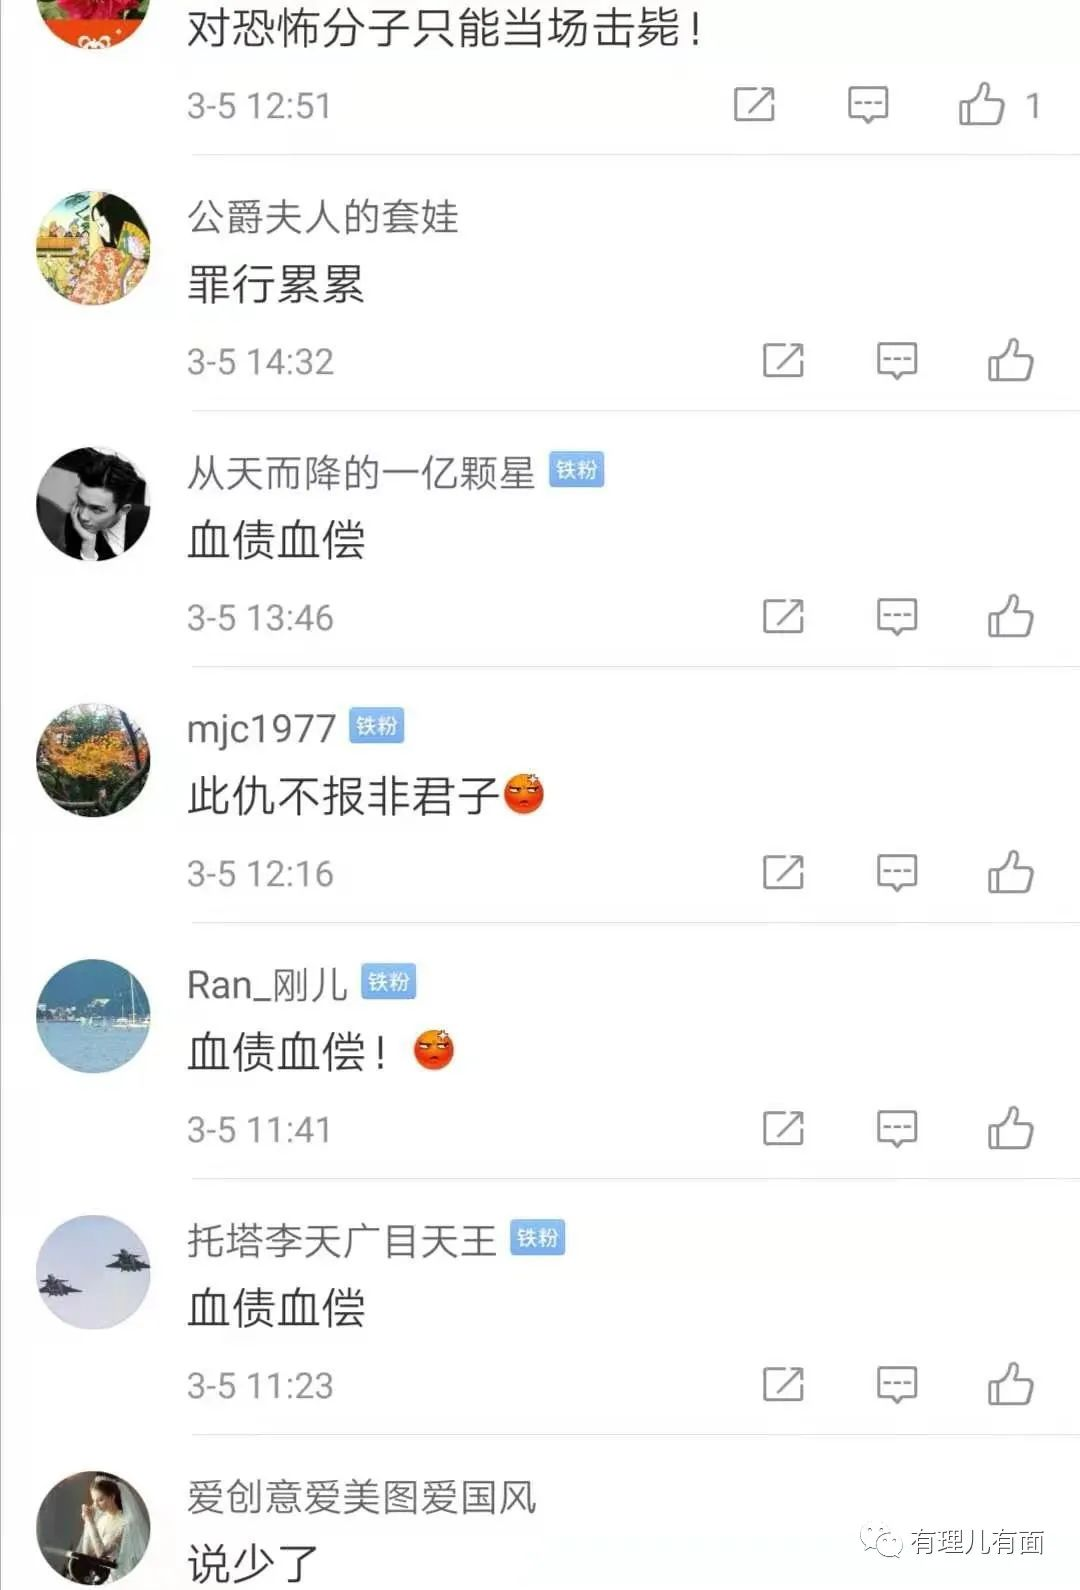 对恐怖分子只能当场击毙！
3-5 12:51
1
公爵夫人的套娃
罪行累累
3-5 14:32
从天而降的一亿颗星 铁粉
血债血偿
3-5 13:46
mjc1977 铁粉
此仇不报非君子
3-5 12:16
Ran_刚儿 铁粉
血债血偿！
3-5 11:41
托塔李天广目天王 铁粉
血债血偿
3-5 11:23
爱创意爱美图爱国风
说少了
有理儿有面